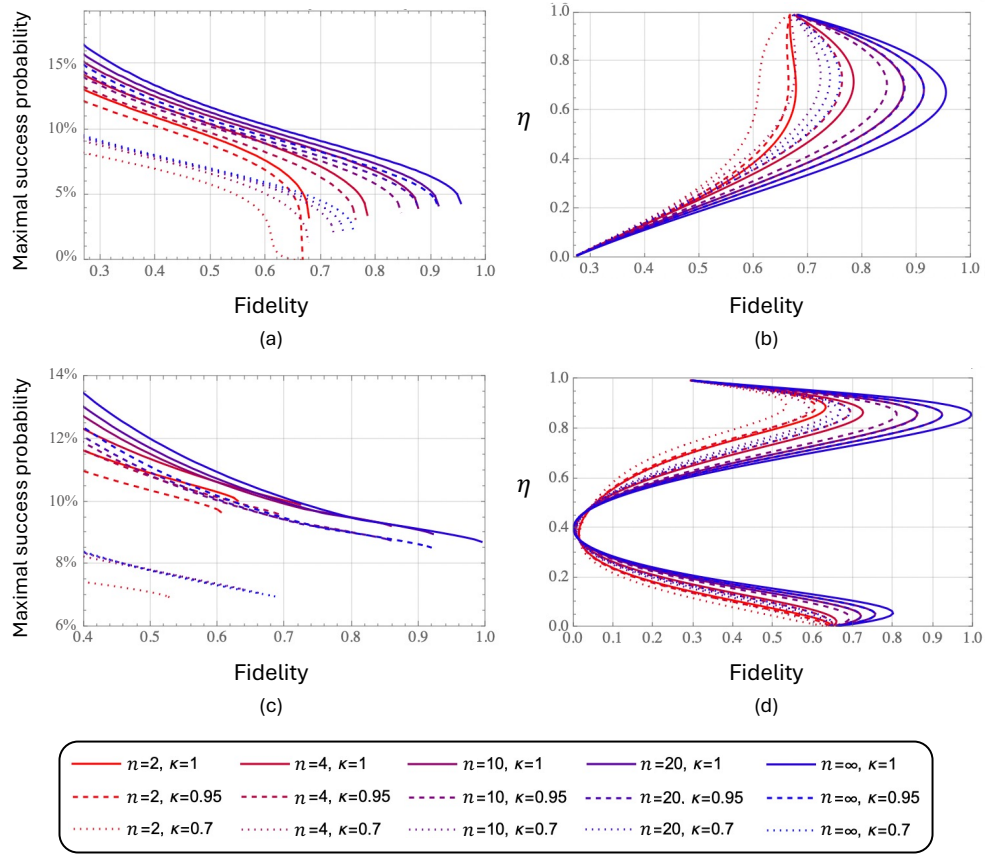 Maximal success probability
15%
10%
5%
0%
0.3 0.4 0.5 0.6 0.7 0.8 0.9 1.0
Fidelity
(a)
η
1.0
0.8
0.6
0.4
0.2
0.0
0.3 0.4 0.5 0.6 0.7 0.8 0.9 1.0
Fidelity
(b)
Maximal success probability
14%
12%
10%
8%
6%
0.4 0.5 0.6 0.7 0.8 0.9 1.0
Fidelity
(c)
η
1.0
0.8
0.6
0.4
0.2
0.0
0.0 0.1 0.2 0.3 0.4 0.5 0.6 0.7 0.8 0.9 1.0
Fidelity
(d)
n=2, κ=1 n=4, κ=1 n=10, κ=1 n=20, κ=1 n=∞, κ=1
n=2, κ=0.95 n=4, κ=0.95 n=10, κ=0.95 n=20, κ=0.95 n=∞, κ=0.95
n=2, κ=0.7 n=4, κ=0.7 n=10, κ=0.7 n=20, κ=0.7 n=∞, κ=0.7